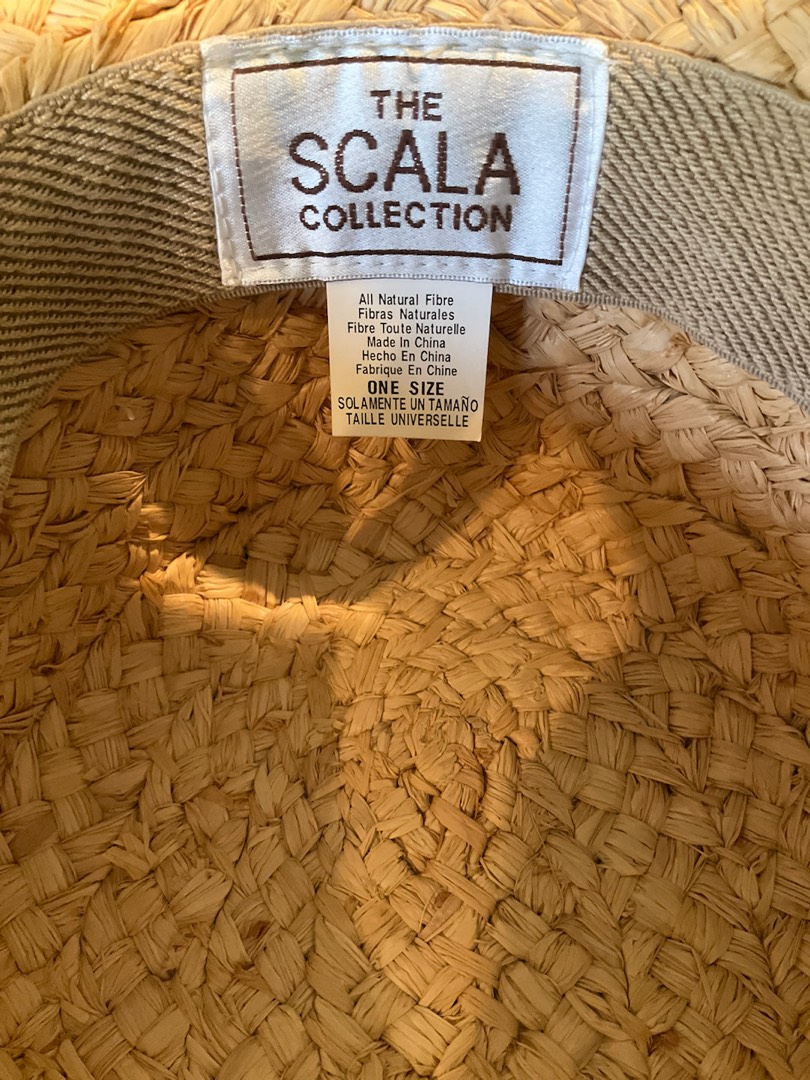 THE
SCALA
COLLECTION
All Natural Fibre
Fibras Naturales
Fibre Toute Naturelle
Made In China
Hecho En China
Fabrique En Chine
ONE SIZE
SOLAMENTE UN TAMAÑO
TAILLE UNIVERSELLE